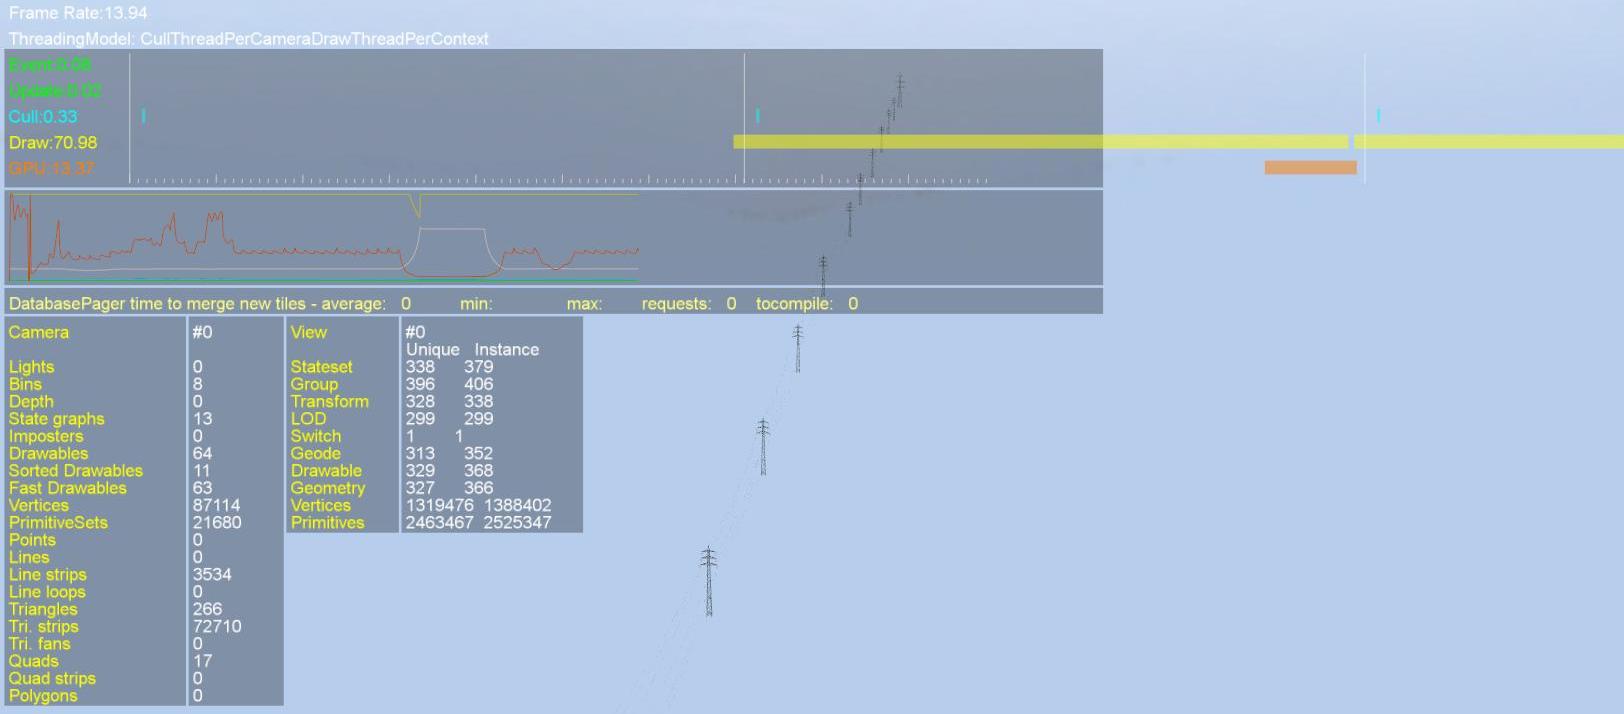 Frame Rate:13.94
ThreadingModel: CullThreadPerCameraDrawThreadPerContext
Event:0.08
Update:0.02
Cull:0.33
Draw:70.98
GPU:13.37
DatabasePager time to merge new tiles - average: 0 min: max: requests: 0 tocompile: 0
Camera #0 View #0
Unique Instance
Lights 0 Stateset 338 379
Bins 8 Group 396 406
Depth 0 Transform 328 338
State graphs 13 LOD 299 299
Imposters 0 Switch 1 1
Drawables 64 Geode 313 352
Sorted Drawables 11 Drawable 329 368
Fast Drawables 63 Geometry 327 366
Vertices 87114 Vertices 1319476 1388402
PrimitiveSets 21680 Primitives 2463467 2525347
Points 0
Lines 0
Line strips 3534
Line loops 0
Triangles 266
Tri. strips 72710
Tri. fans 0
Quads 17
Quad strips 0
Polygons 0